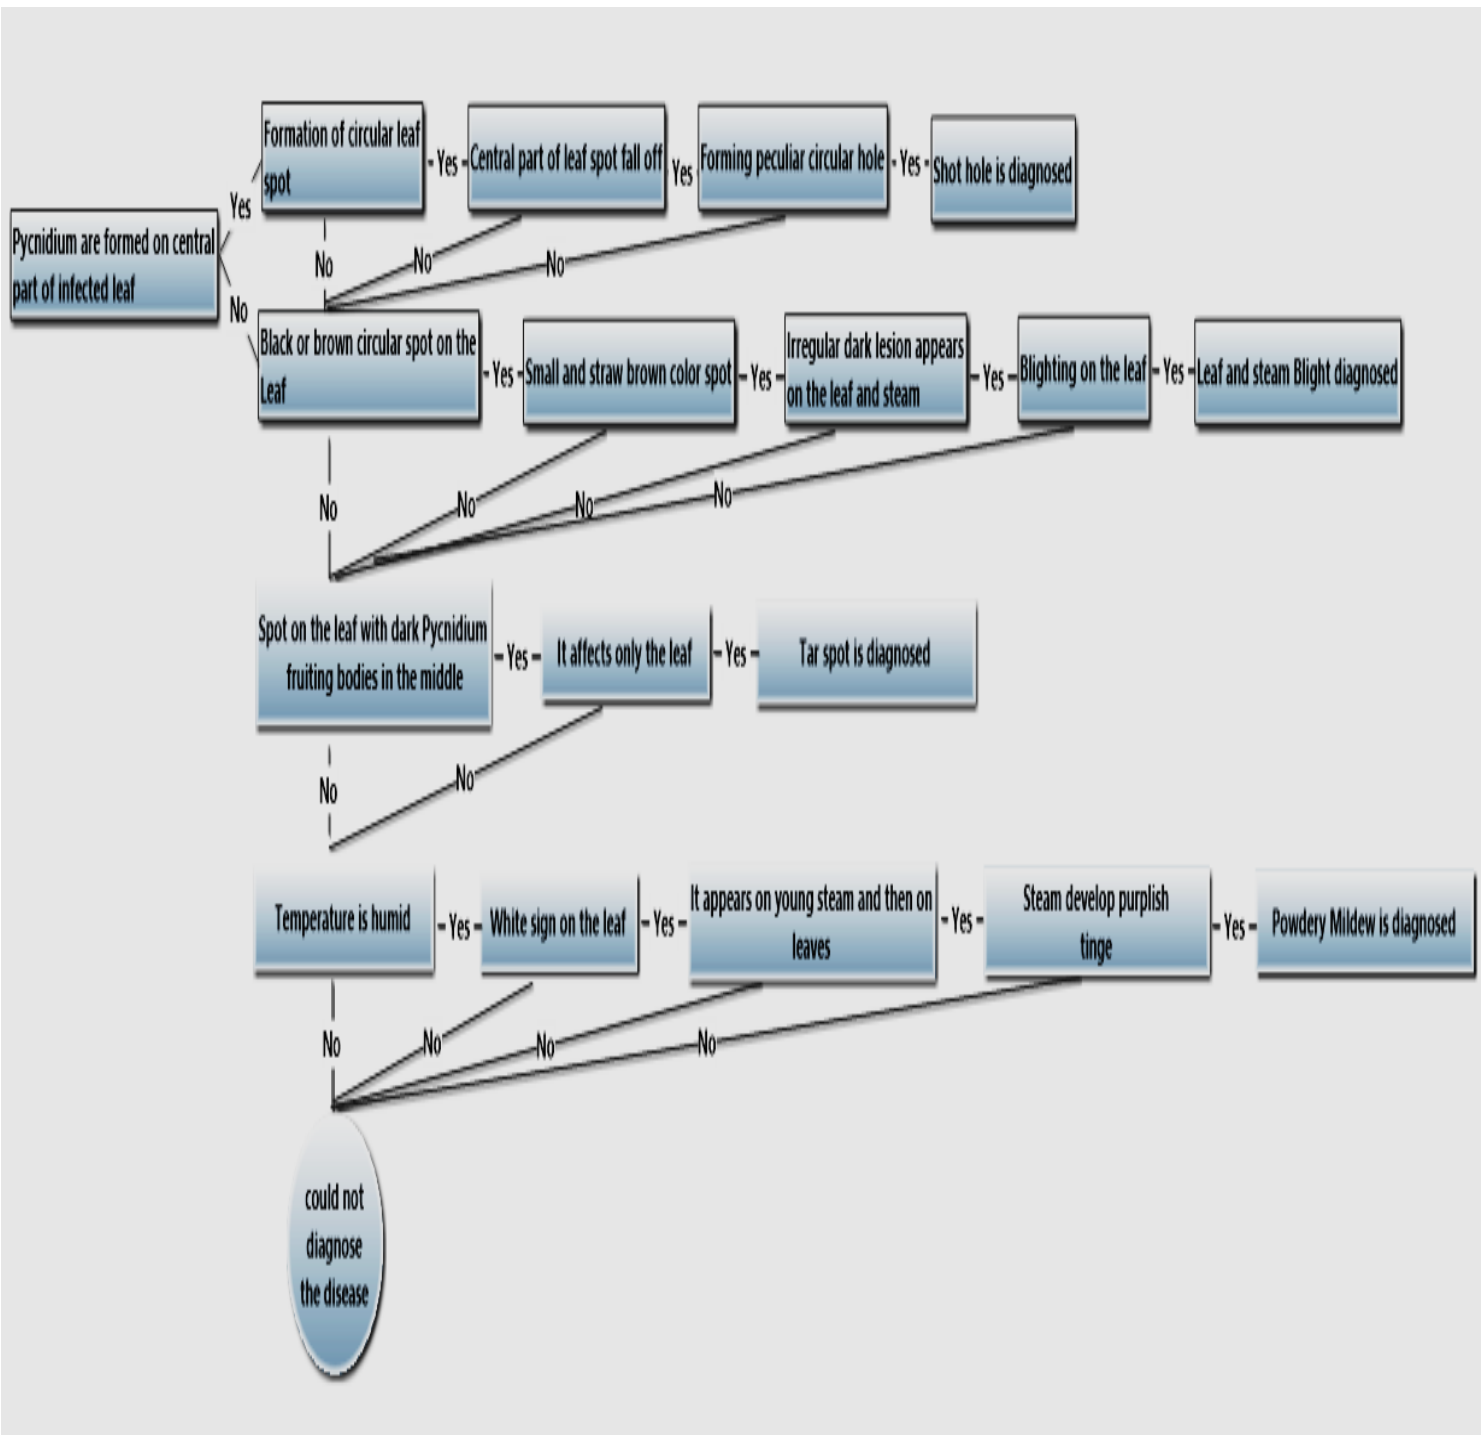 Formation of circular leaf
spot
Yes
Central part of leaf spot fall off
Yes
Forming peculiar circular hole
Yes
Shot hole is diagnosed
Yes
Pycnidium are formed on central
part of infected leaf
No
No
No
No
Black or brown circular spot on the
Leaf
Yes
Small and straw brown color spot
Yes
Irregular dark lesion appears
on the leaf and steam
Yes
Blighting on the leaf
Yes
Leaf and steam Blight diagnosed
No
No
No
No
Spot on the leaf with dark Pycnidium
fruiting bodies in the middle
Yes
It affects only the leaf
Yes
Tar spot is diagnosed
No
No
Temperature is humid
Yes
White sign on the leaf
Yes
It appears on young steam and then on
leaves
Yes
Steam develop purplish
tinge
Yes
Powdery Mildew is diagnosed
No
No
No
No
could not
diagnose
the disease